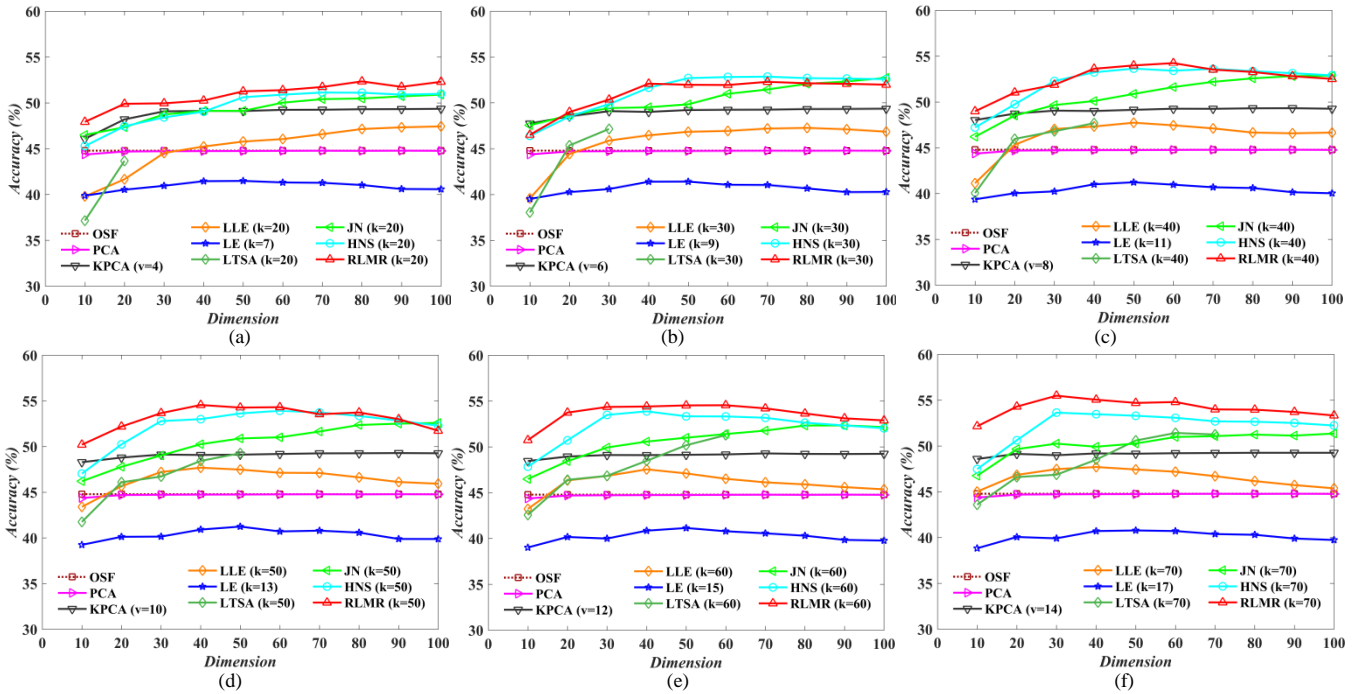 60
55
50
45
40
35
30
Accuracy (%)
OSF
PCA
KPCA (v=4)
LLE (k=20)
LE (k=7)
LTSA (k=20)
JN (k=20)
HNS (k=20)
RLMR (k=20)
0 10 20 30 40 50 60 70 80 90 100
Dimension
(a)
60
55
50
45
40
35
30
Accuracy (%)
OSF
PCA
KPCA (v=6)
LLE (k=30)
LE (k=9)
LTSA (k=30)
JN (k=30)
HNS (k=30)
RLMR (k=30)
0 10 20 30 40 50 60 70 80 90 100
Dimension
(b)
60
55
50
45
40
35
30
Accuracy (%)
OSF
PCA
KPCA (v=8)
LLE (k=40)
LE (k=11)
LTSA (k=40)
JN (k=40)
HNS (k=40)
RLMR (k=40)
0 10 20 30 40 50 60 70 80 90 100
Dimension
(c)
60
55
50
45
40
35
30
Accuracy (%)
OSF
PCA
KPCA (v=10)
LLE (k=50)
LE (k=13)
LTSA (k=50)
JN (k=50)
HNS (k=50)
RLMR (k=50)
0 10 20 30 40 50 60 70 80 90 100
Dimension
(d)
60
55
50
45
40
35
30
Accuracy (%)
OSF
PCA
KPCA (v=12)
LLE (k=60)
LE (k=15)
LTSA (k=60)
JN (k=60)
HNS (k=60)
RLMR (k=60)
0 10 20 30 40 50 60 70 80 90 100
Dimension
(e)
60
55
50
45
40
35
30
Accuracy (%)
OSF
PCA
KPCA (v=14)
LLE (k=70)
LE (k=17)
LTSA (k=70)
JN (k=70)
HNS (k=70)
RLMR (k=70)
0 10 20 30 40 50 60 70 80 90 100
Dimension
(f)